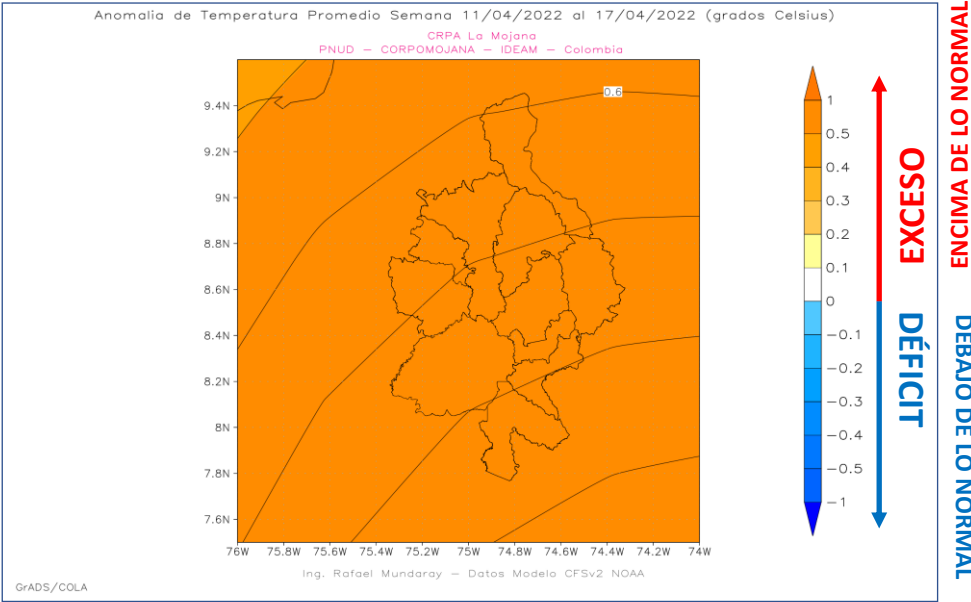 Anomalia de Temperatura Promedio Semana 11/04/2022 al 17/04/2022 (grados Celsius)
CRPA La Mojana
PNUD – CORPOMOJANA – IDEAM – Colombia
0.6
9.4N
9.2N
9N
8.8N
8.6N
8.4N
8.2N
8N
7.8N
7.6N
76W 75.8W 75.6W 75.4W 75.2W 75W 74.8W 74.6W 74.4W 74.2W 74W
Ing. Rafael Mundaray – Datos Modelo CFSv2 NOAA
GrADS/COLA
1
0.5
0.4
0.3
0.2
0.1
0
−0.1
−0.2
−0.3
−0.4
−0.5
−1
EXCESO
DÉFICIT
ENCIMA DE LO NORMAL
DEBAJO DE LO NORMAL